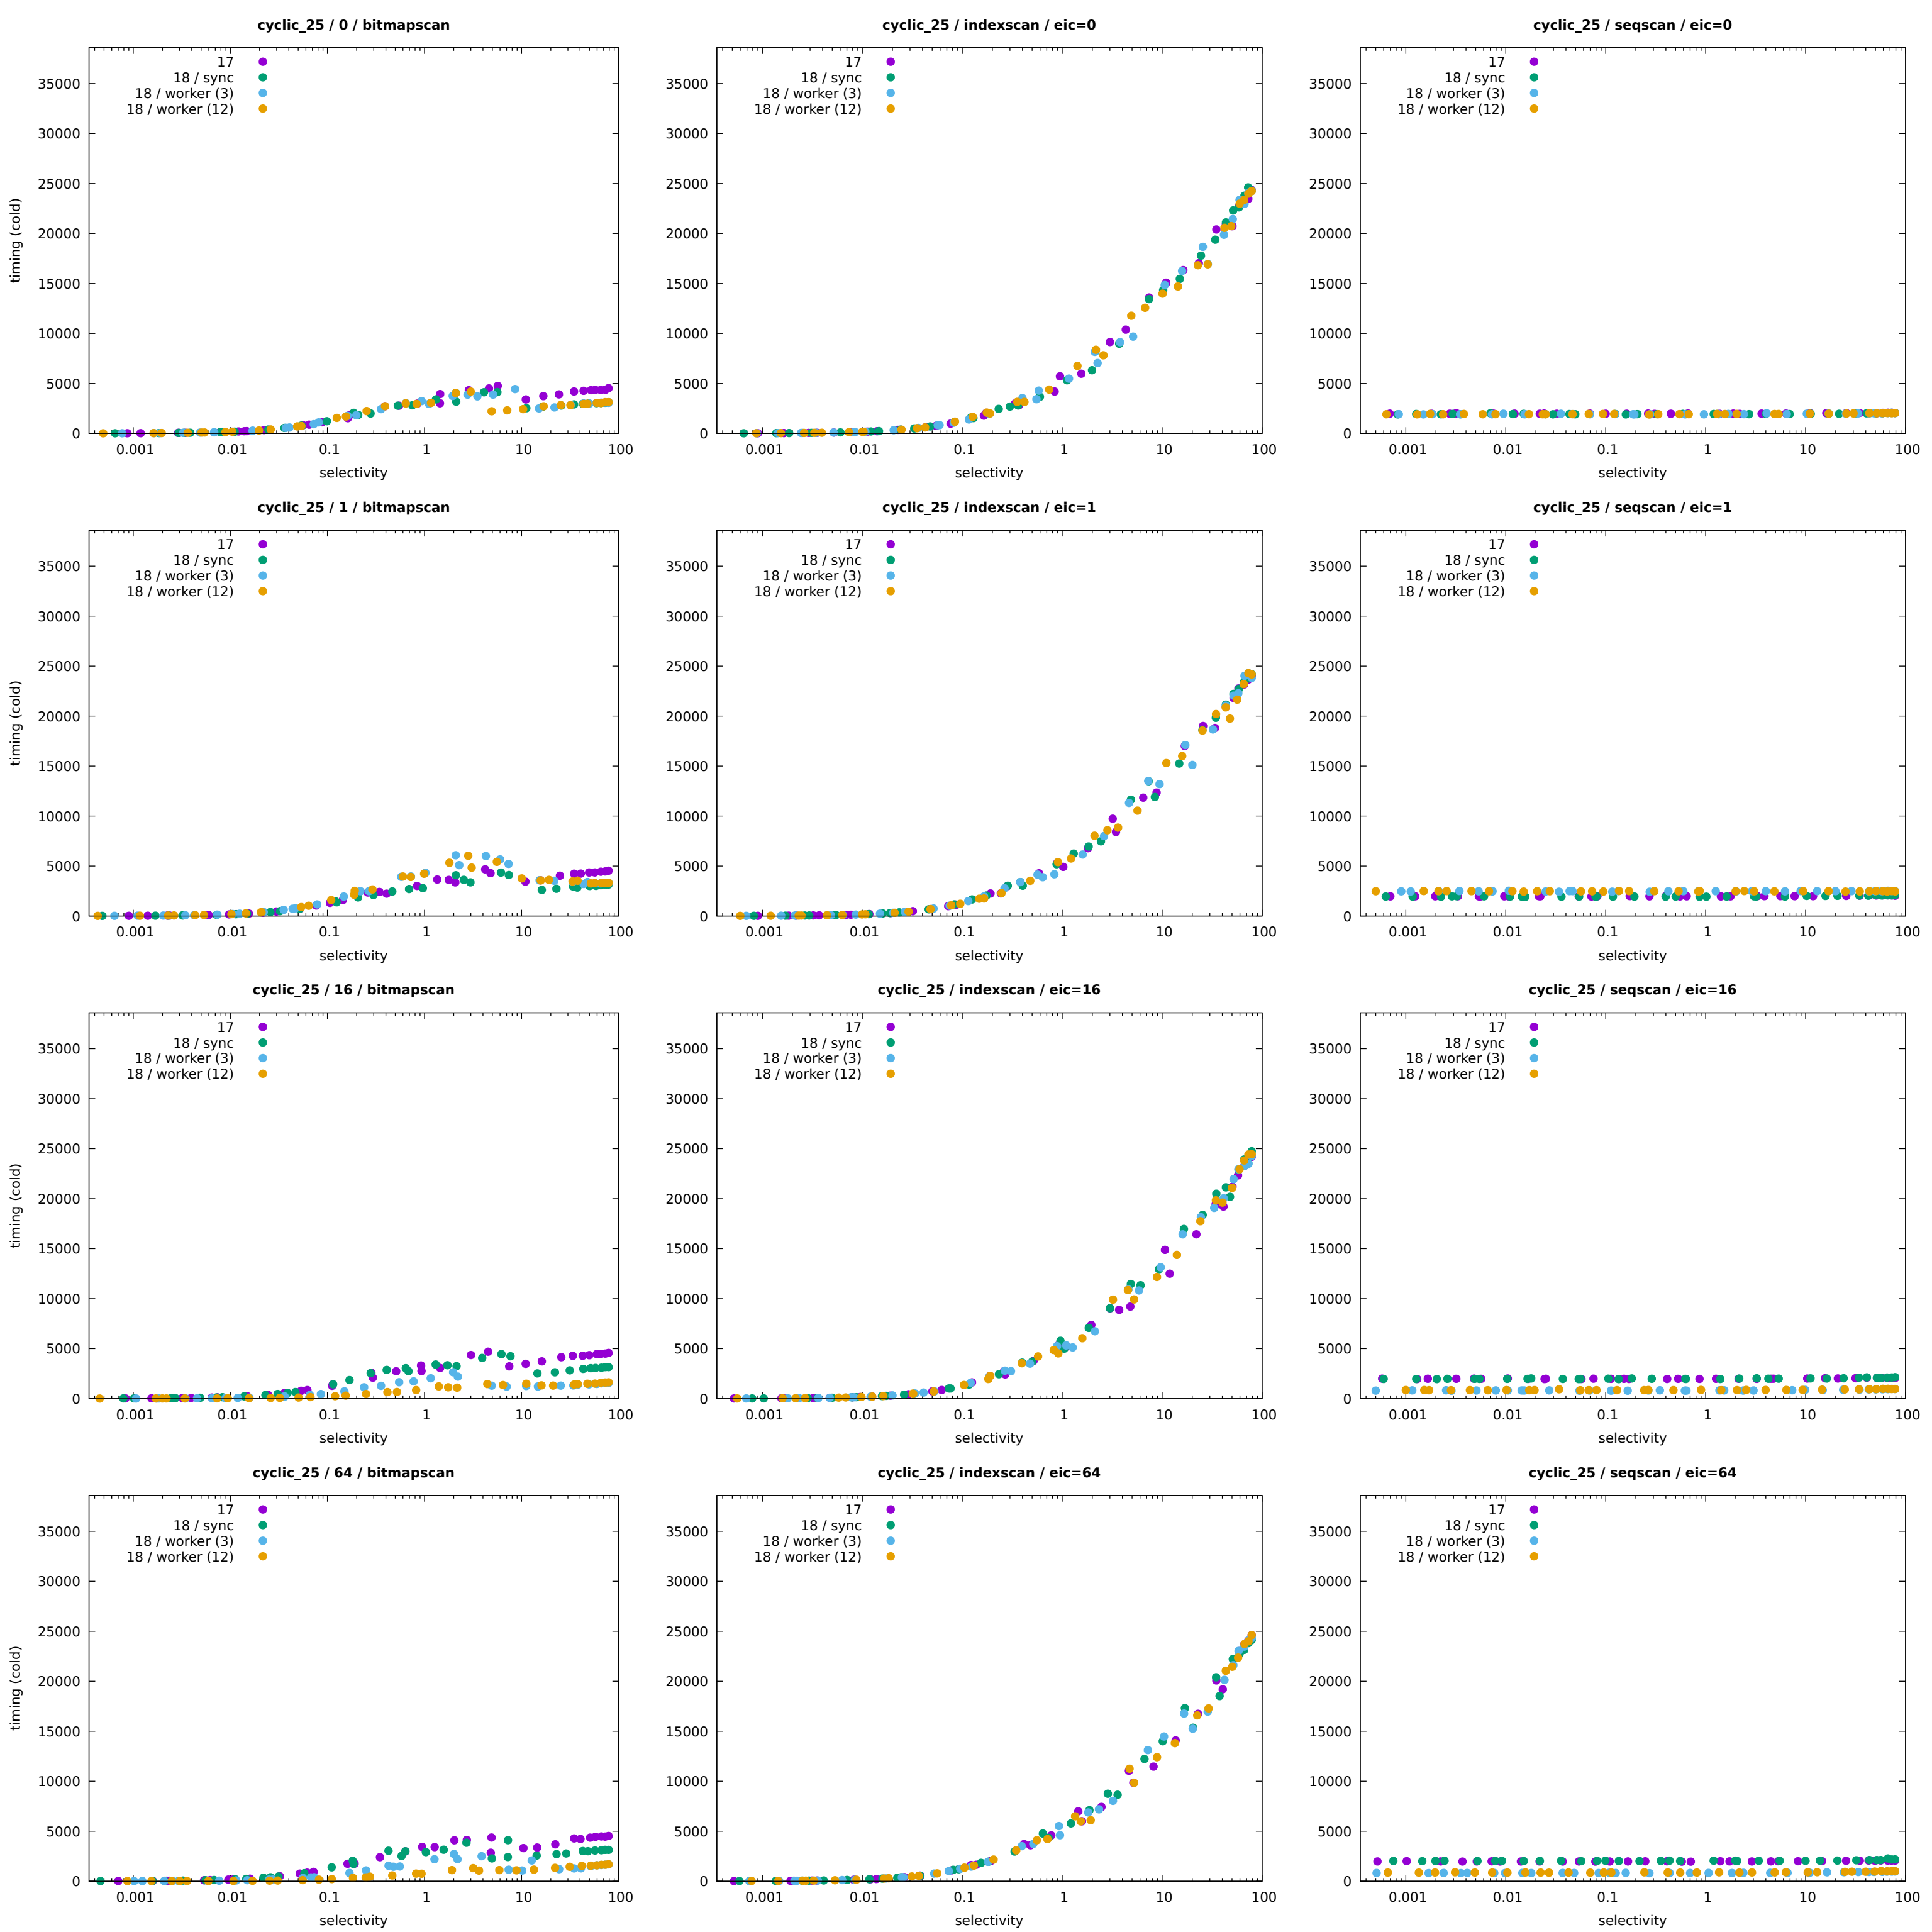 cyclic_25 / 0 / bitmapscan
timing (cold)
35000
30000
25000
20000
15000
10000
5000
0
17
18 / sync
18 / worker (3)
18 / worker (12)
0.001 0.01 0.1 1 10 100
selectivity
cyclic_25 / indexscan / eic=0
35000
30000
25000
20000
15000
10000
5000
0
17
18 / sync
18 / worker (3)
18 / worker (12)
0.001 0.01 0.1 1 10 100
selectivity
cyclic_25 / seqscan / eic=0
35000
30000
25000
20000
15000
10000
5000
0
17
18 / sync
18 / worker (3)
18 / worker (12)
0.001 0.01 0.1 1 10 100
selectivity
cyclic_25 / 1 / bitmapscan
timing (cold)
35000
30000
25000
20000
15000
10000
5000
0
17
18 / sync
18 / worker (3)
18 / worker (12)
0.001 0.01 0.1 1 10 100
selectivity
cyclic_25 / indexscan / eic=1
35000
30000
25000
20000
15000
10000
5000
0
17
18 / sync
18 / worker (3)
18 / worker (12)
0.001 0.01 0.1 1 10 100
selectivity
cyclic_25 / seqscan / eic=1
35000
30000
25000
20000
15000
10000
5000
0
17
18 / sync
18 / worker (3)
18 / worker (12)
0.001 0.01 0.1 1 10 100
selectivity
cyclic_25 / 16 / bitmapscan
timing (cold)
35000
30000
25000
20000
15000
10000
5000
0
17
18 / sync
18 / worker (3)
18 / worker (12)
0.001 0.01 0.1 1 10 100
selectivity
cyclic_25 / indexscan / eic=16
35000
30000
25000
20000
15000
10000
5000
0
17
18 / sync
18 / worker (3)
18 / worker (12)
0.001 0.01 0.1 1 10 100
selectivity
cyclic_25 / seqscan / eic=16
35000
30000
25000
20000
15000
10000
5000
0
17
18 / sync
18 / worker (3)
18 / worker (12)
0.001 0.01 0.1 1 10 100
selectivity
cyclic_25 / 64 / bitmapscan
timing (cold)
35000
30000
25000
20000
15000
10000
5000
0
17
18 / sync
18 / worker (3)
18 / worker (12)
0.001 0.01 0.1 1 10 100
selectivity
cyclic_25 / indexscan / eic=64
35000
30000
25000
20000
15000
10000
5000
0
17
18 / sync
18 / worker (3)
18 / worker (12)
0.001 0.01 0.1 1 10 100
selectivity
cyclic_25 / seqscan / eic=64
35000
30000
25000
20000
15000
10000
5000
0
17
18 / sync
18 / worker (3)
18 / worker (12)
0.001 0.01 0.1 1 10 100
selectivity